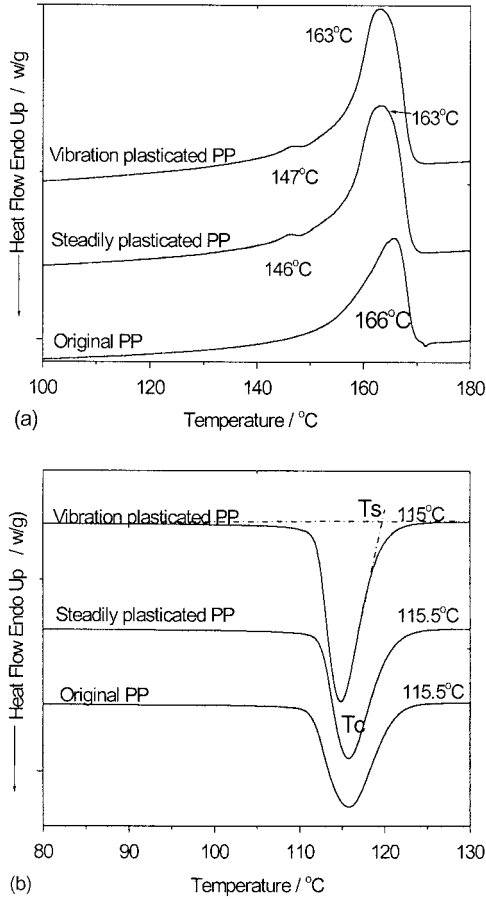 163°C
163°C
Vibration plasticated PP
147°C
Steadily plasticated PP
146°C
166°C
Original PP
Heat Flow Endo Up / w/g
100 120 140 160 180
(a)
Temperature / °C
Ts
Vibration plasticated PP
115°C
Steadily plasticated PP
115.5°C
Original PP
115.5°C
Tc
Heat Flow Endo Up / w/g)
80 90 100 110 120 130
(b)
Temperature / °C